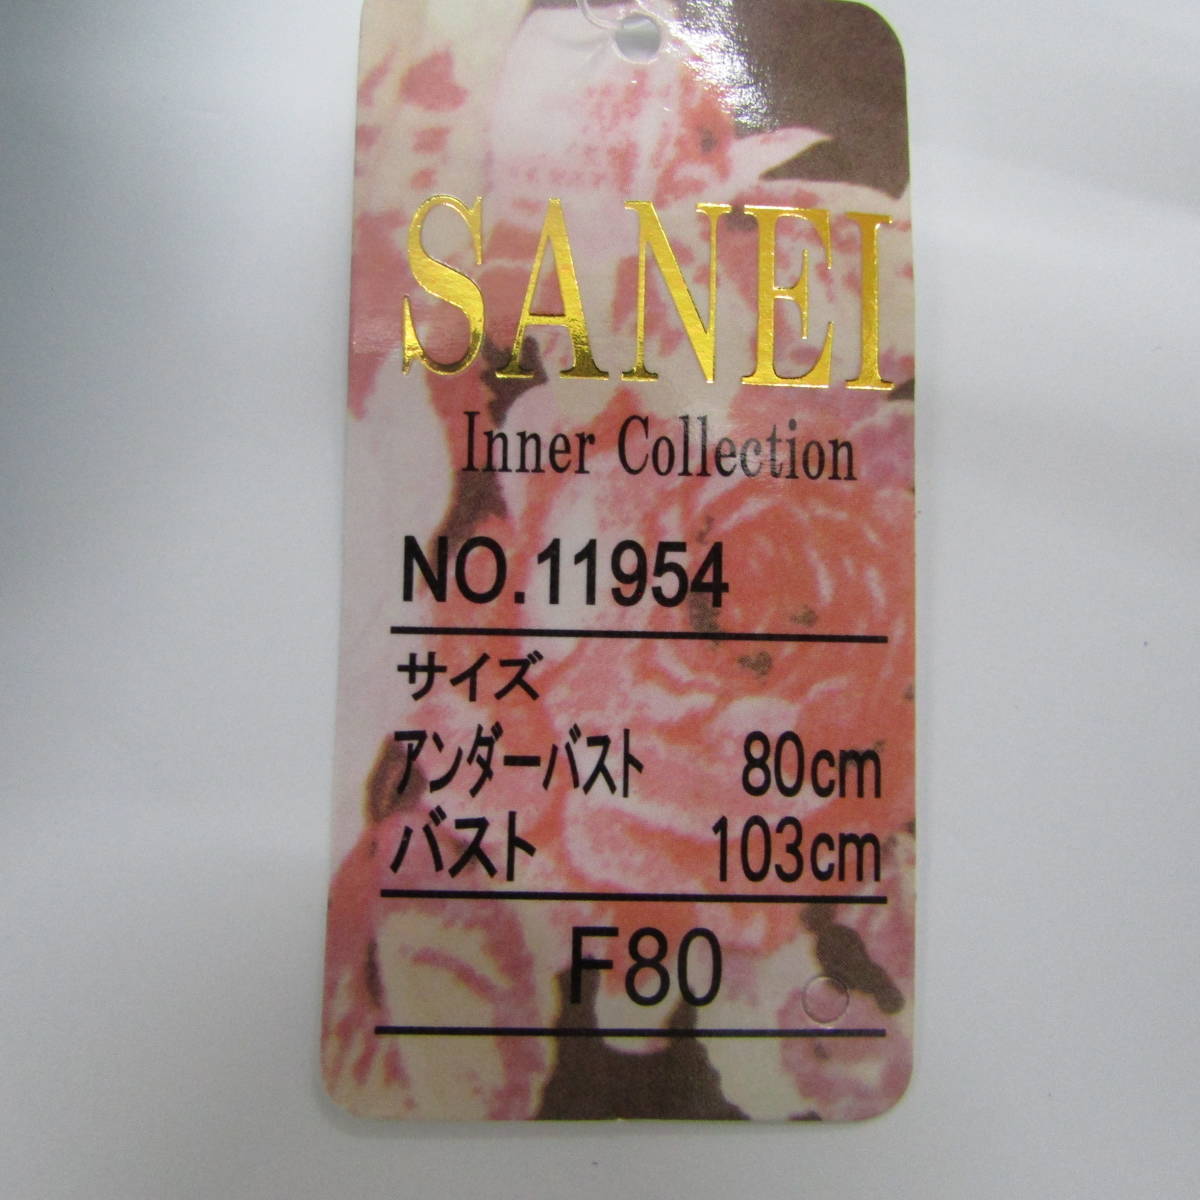 SANEI
Inner Collection
NO.11954
サイズ
アンダーバスト 80cm
バスト 103cm
F80